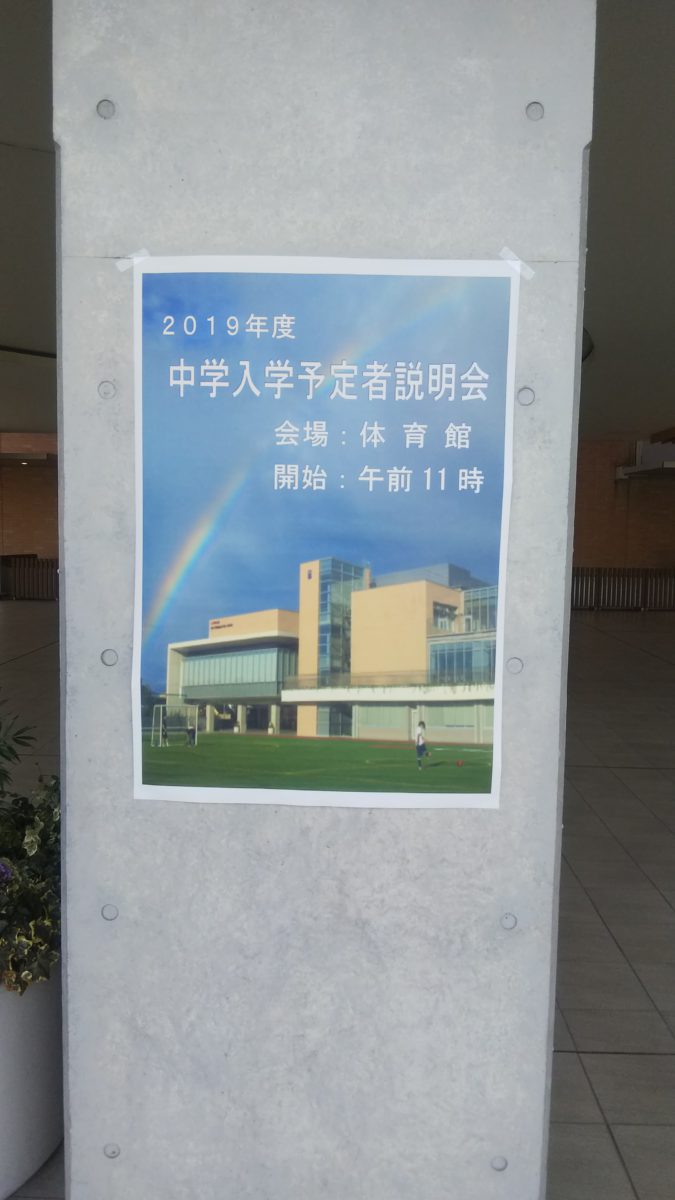 2019年度
中学入学予定者説明会
会場：体 育 館
開始：午前11時